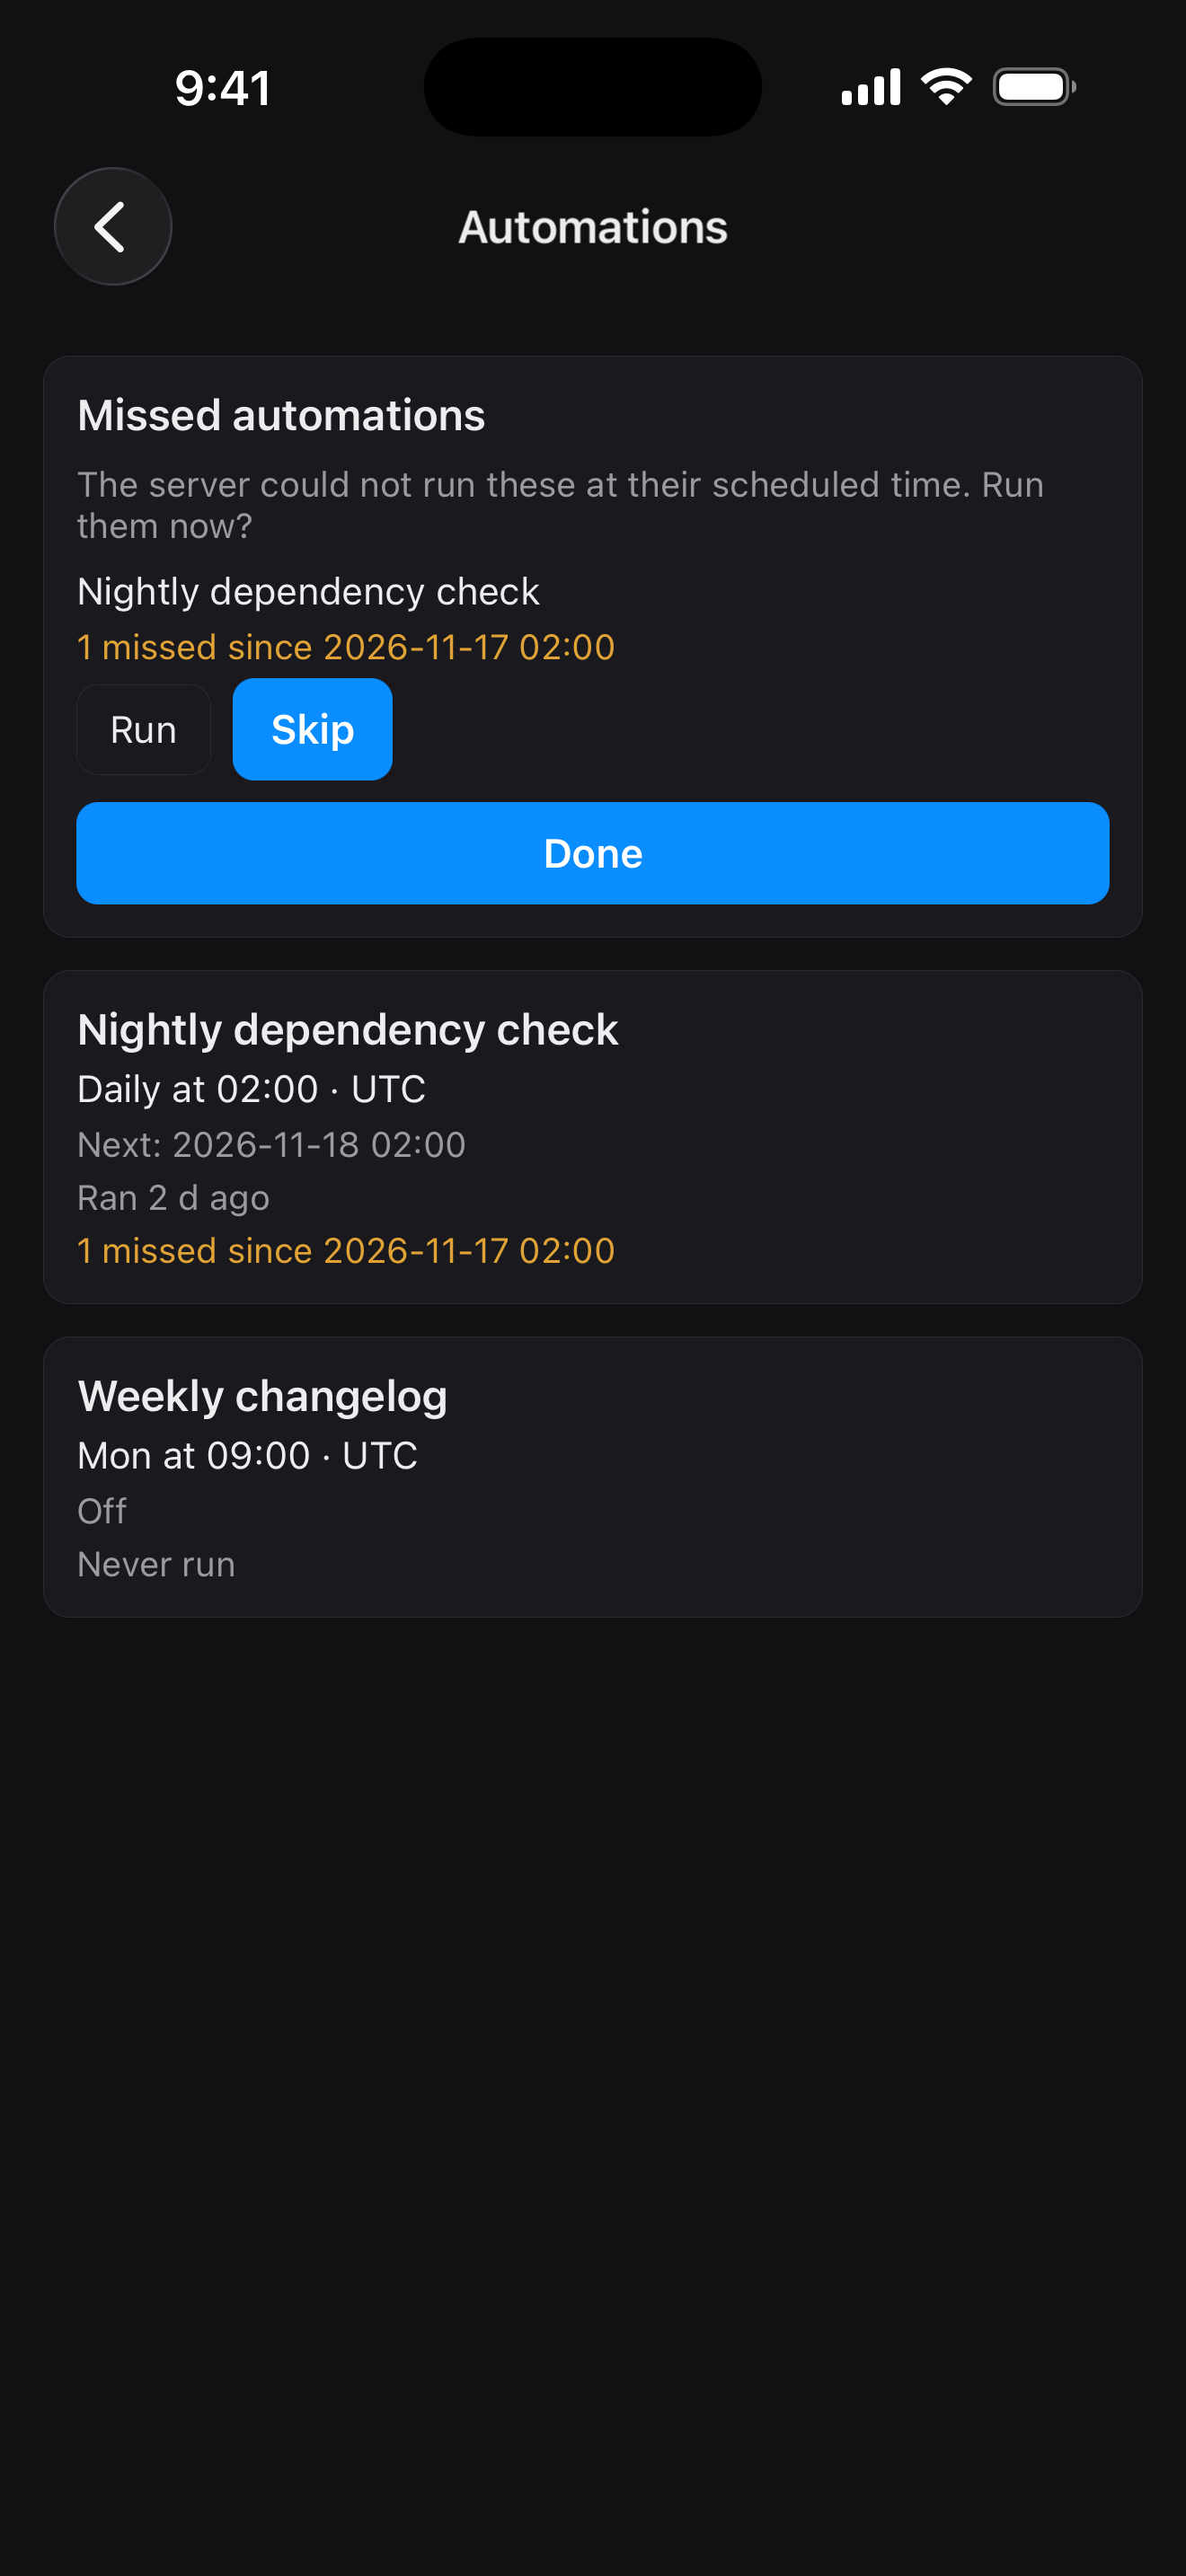 9:41
Automations
Missed automations
The server could not run these at their scheduled time. Run
them now?
Nightly dependency check
1 missed since 2026-11-17 02:00
Run
Skip
Done
Nightly dependency check
Daily at 02:00 · UTC
Next: 2026-11-18 02:00
Ran 2 d ago
1 missed since 2026-11-17 02:00
Weekly changelog
Mon at 09:00 · UTC
Off
Never run